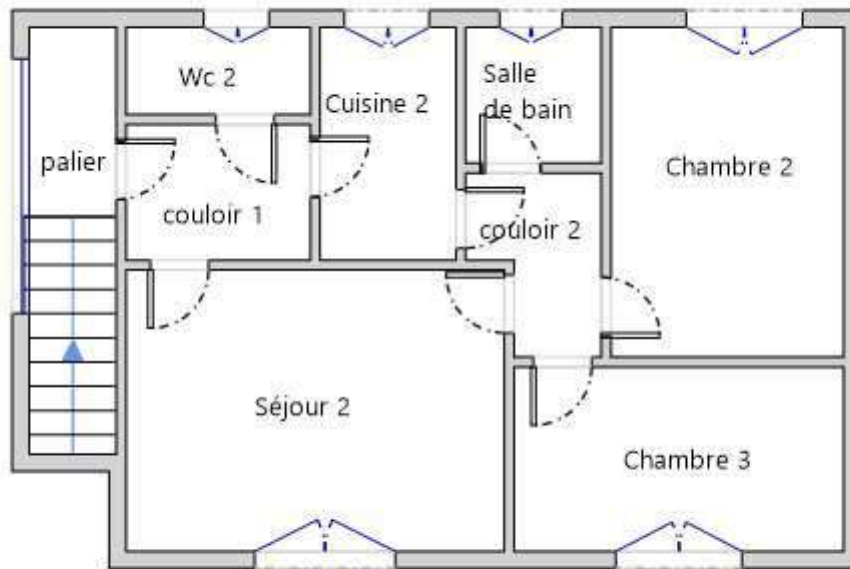 Wc 2
Salle
de bain
Cuisine 2
palier
Chambre 2
couloir 1
couloir 2
Séjour 2
Chambre 3